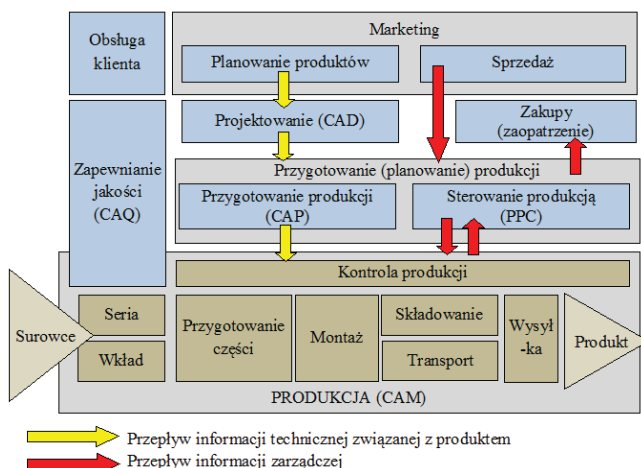 Obsługa
klienta
Marketing
Planowanie produktów
Sprzedaż
Zapewnianie
jakości
(CAQ)
Projektowanie (CAD)
Zakupy
(zaopatrzenie)
Przygotowanie (planowanie) produkcji
Przygotowanie produkcji
(CAP)
Sterowanie produkcją
(PPC)
Kontrola produkcji
Surowce
Seria
Wkład
Przygotowanie
części
Montaż
Składowanie
Transport
Wysył
-ka
Produkt
PRODUKCJA (CAM)
Przepływ informacji technicznej związanej z produktem
Przepływ informacji zarządczej